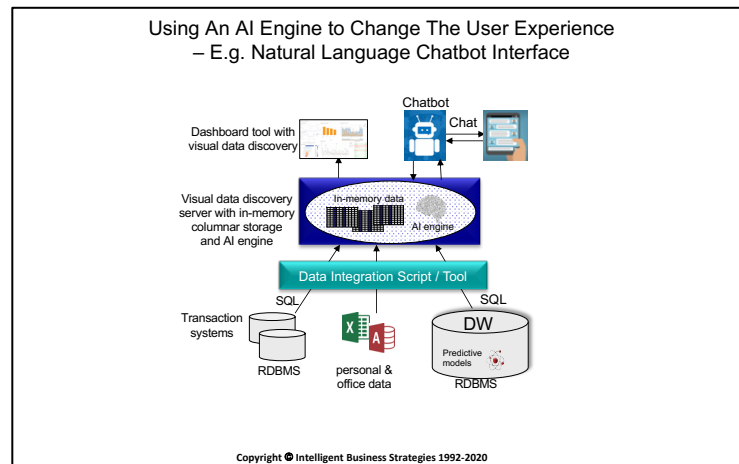 Using An AI Engine to Change The User Experience
– E.g. Natural Language Chatbot Interface
Chatbot
Chat
Dashboard tool with
visual data discovery
Visual data discovery
server with in-memory
columnar storage
and AI engine
In-memory data
AI engine
Data Integration Script / Tool
SQL
SQL
Transaction
systems
RDBMS
X
A
personal &
office data
DW
Predictive
models
RDBMS
Copyright © Intelligent Business Strategies 1992-2020